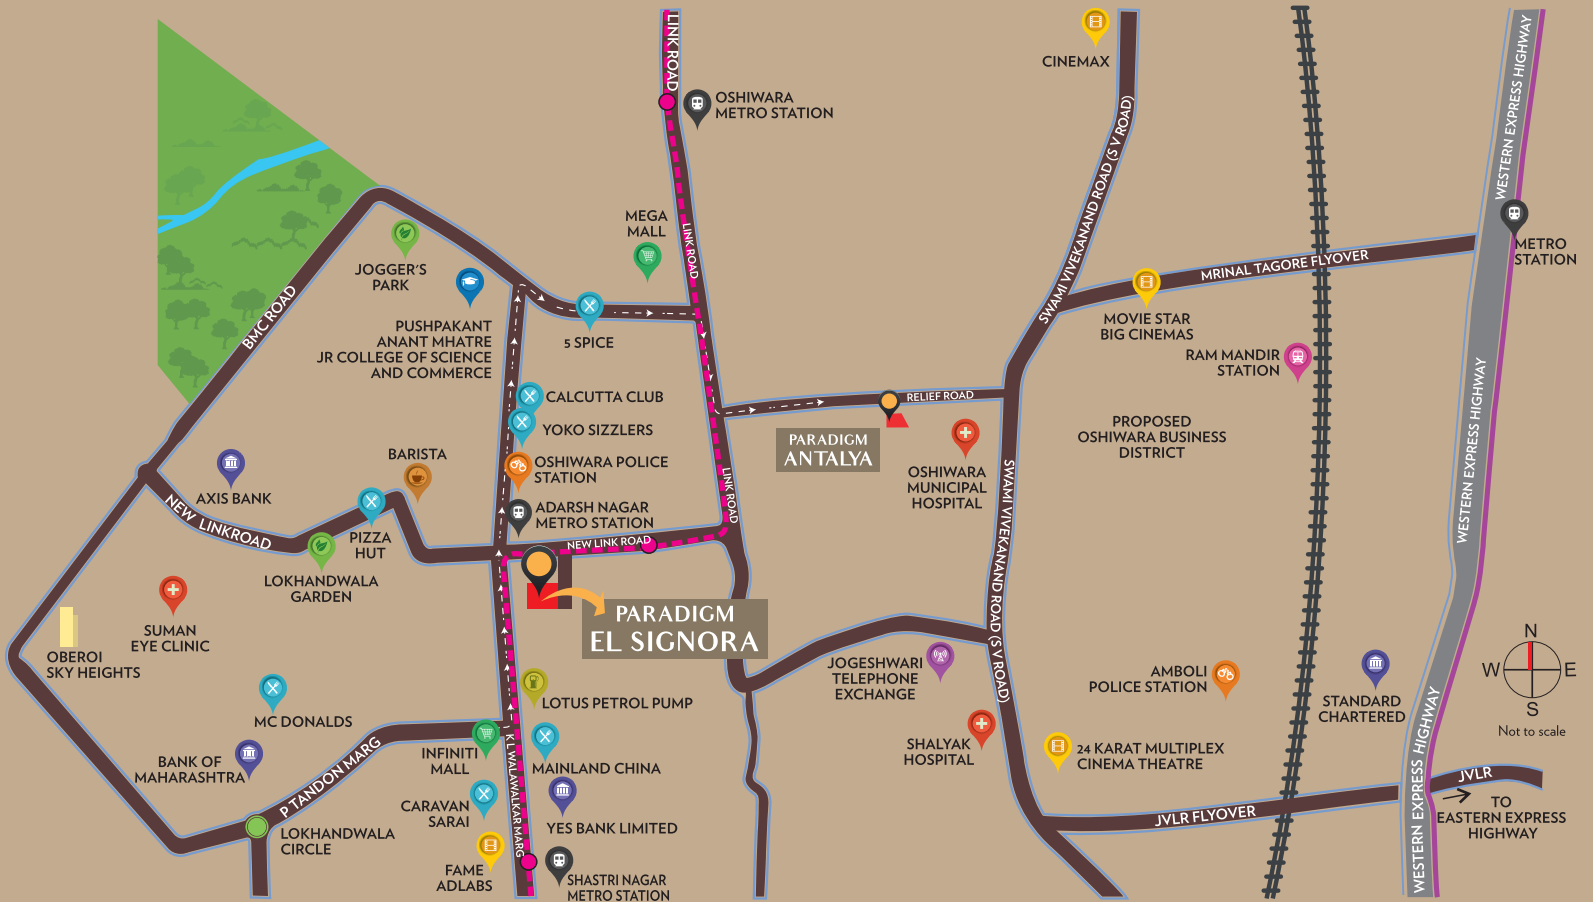 CINEMAX
LINK ROAD
OSHIWARA
METRO STATION
WESTERN EXPRESS HIGHWAY
SWAMI VIVEKANAND ROAD (S V ROAD)
MEGA
MALL
LINK ROAD
JOGGER'S
PARK
METRO
STATION
MRINAL TAGORE FLYOVER
BMC ROAD
PUSHPAKANT
ANANT MHATRE
JR COLLEGE OF SCIENCE
AND COMMERCE
5 SPICE
MOVIE STAR
BIG CINEMAS
RAM MANDIR
STATION
CALCUTTA CLUB
YOKO SIZZLERS
RELIEF ROAD
PARADIGM
ANTALYA
PROPOSED
OSHIWARA BUSINESS
DISTRICT
WESTERN EXPRESS HIGHWAY
BARISTA
OSHIWARA POLICE
STATION
AXIS BANK
OSHIWARA
MUNICIPAL
HOSPITAL
LINK ROAD
NEW LINKROAD
ADARSH NAGAR
METRO STATION
PIZZA
HUT
NEW LINK ROAD
LOKHANDWALA
GARDEN
SWAMI VIVEKANAND ROAD (S V ROAD)
PARADIGM
EL SIGNORA
SUMAN
EYE CLINIC
OBEROI
SKY HEIGHTS
N
W
E
S
Not to scale
JOGESHWARI
TELEPHONE
EXCHANGE
AMBOLI
POLICE STATION
STANDARD
CHARTERED
LOTUS PETROL PUMP
MC DONALDS
SHALYAK
HOSPITAL
24 KARAT MULTIPLEX
CINEMA THEATRE
INFINITI
MALL
MAINLAND CHINA
BANK OF
MAHARASHTRA
P TANDON MARG
K L WALAWALKAR MARG
CARAVAN
SARAI
YES BANK LIMITED
LOKHANDWALA
CIRCLE
FAME
ADLABS
SHASTRI NAGAR
METRO STATION
JVLR FLYOVER
JVLR
TO
EASTERN EXPRESS
HIGHWAY
WESTERN EXPRESS HIGHWAY